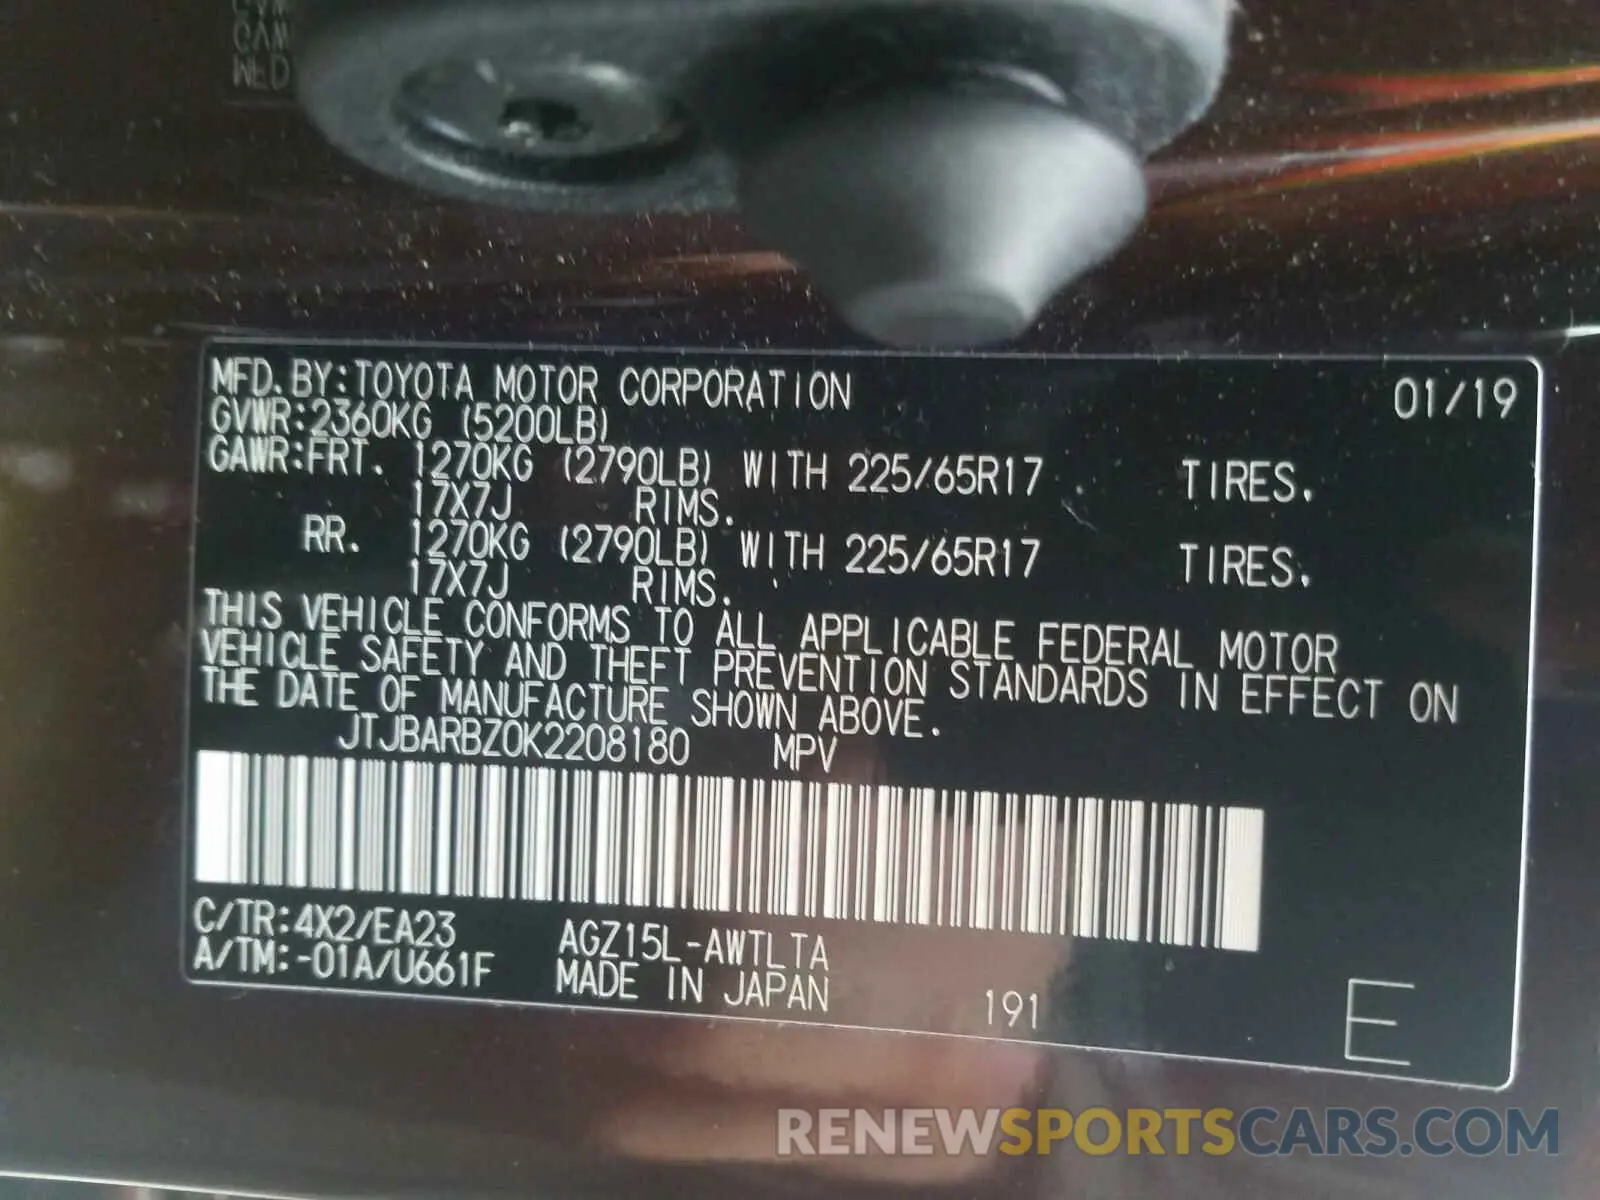 MFD.BY:TOYOTA MOTOR CORPORATION 01/19
GVWR:2360KG (5200LB)
GAWR:FRT. 1270KG (2790LB) WITH 225/65R17 TIRES.
17X7J RIMS.
RR. 1270KG (2790LB) WITH 225/65R17 TIRES.
17X7J RIMS.
THIS VEHICLE CONFORMS TO ALL APPLICABLE FEDERAL MOTOR
VEHICLE SAFETY AND THEFT PREVENTION STANDARDS IN EFFECT ON
THE DATE OF MANUFACTURE SHOWN ABOVE.
JTJBARBZ0K2208180 MPV
C/TR:4X2/EA23 AGZ15L-AWTLTA
A/TM:-01A/U661F MADE IN JAPAN 191
E
RENEWSPORTSCARS.COM